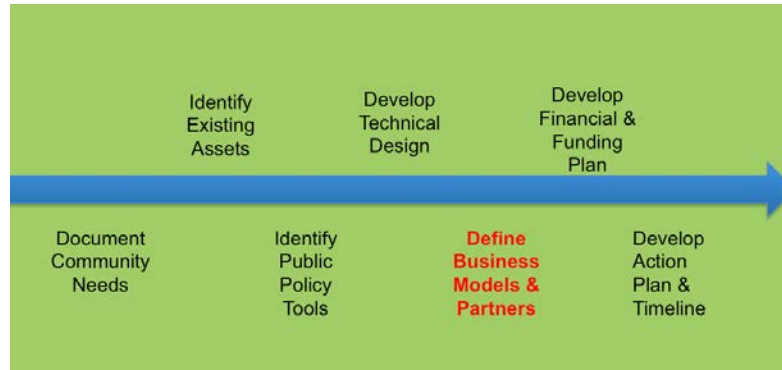 Identify
Existing
Assets
Develop
Technical
Design
Develop
Financial &
Funding
Plan
Document
Community
Needs
Identify
Public
Policy
Tools
Define
Business
Models &
Partners
Develop
Action
Plan &
Timeline